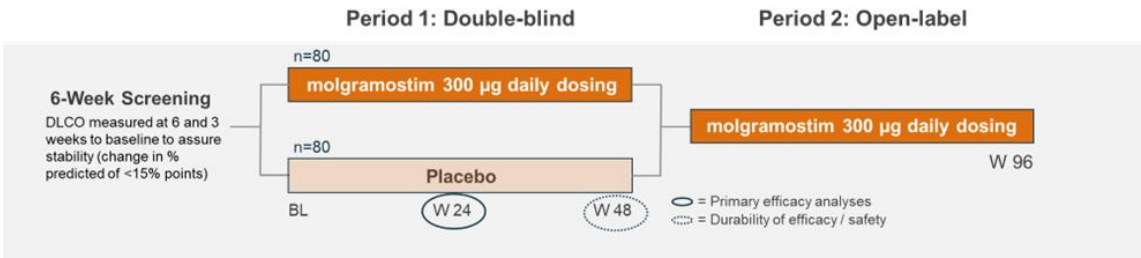 Period 1: Double-blind
Period 2: Open-label
n=80
molgramostim 300 µg daily dosing
6-Week Screening
DLCO measured at 6 and 3
weeks to baseline to assure
stability (change in %
predicted of <15% points)
molgramostim 300 µg daily dosing
W 96
n=80
Placebo
BL
W 24
W 48
= Primary efficacy analyses
= Durability of efficacy / safety